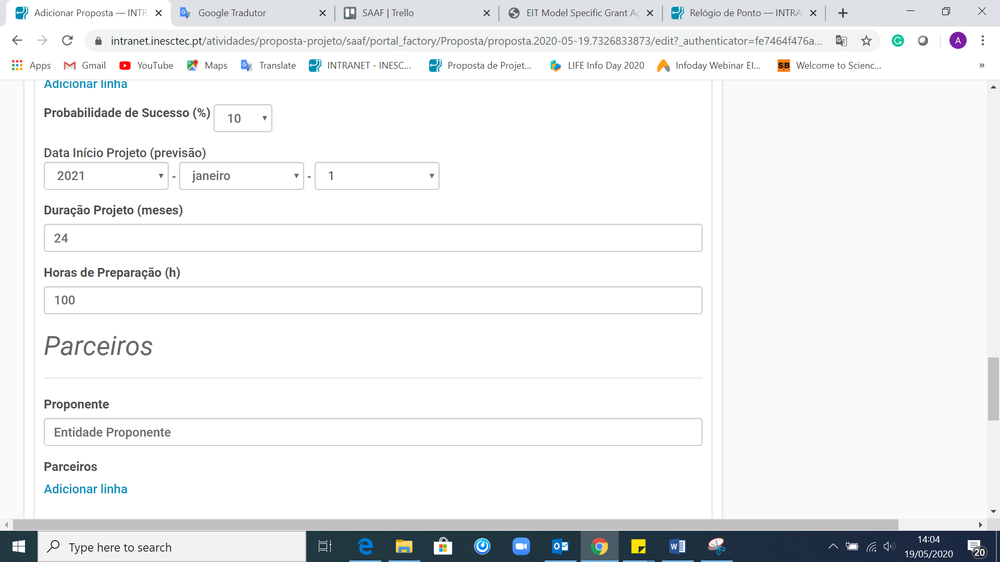 Adicionar Proposta — INTR
Google Tradutor
SAAF | Trello
EIT Model Specific Grant Ag
Relógio de Ponto — INTRA
intranet.inesctec.pt/atividades/proposta-projeto/saaf/portal_factory/Proposta/proposta.2020-05-19.7326833873/edit?_authenticator=fe7464f476a...
A
Apps
Gmail
YouTube
Maps
Translate
INTRANET - INESC...
Proposta de Projet...
LIFE Info Day 2020
Infoday Webinar EI...
S|B Welcome to Scienc...
»
Adicionar linha
Probabilidade de Sucesso (%) 10
Data Início Projeto (previsão)
2021 - janeiro - 1
Duração Projeto (meses)
24
Horas de Preparação (h)
100
Parceiros
Proponente
Entidade Proponente
Parceiros
Adicionar linha
Type here to search
14:04
19/05/2020
20